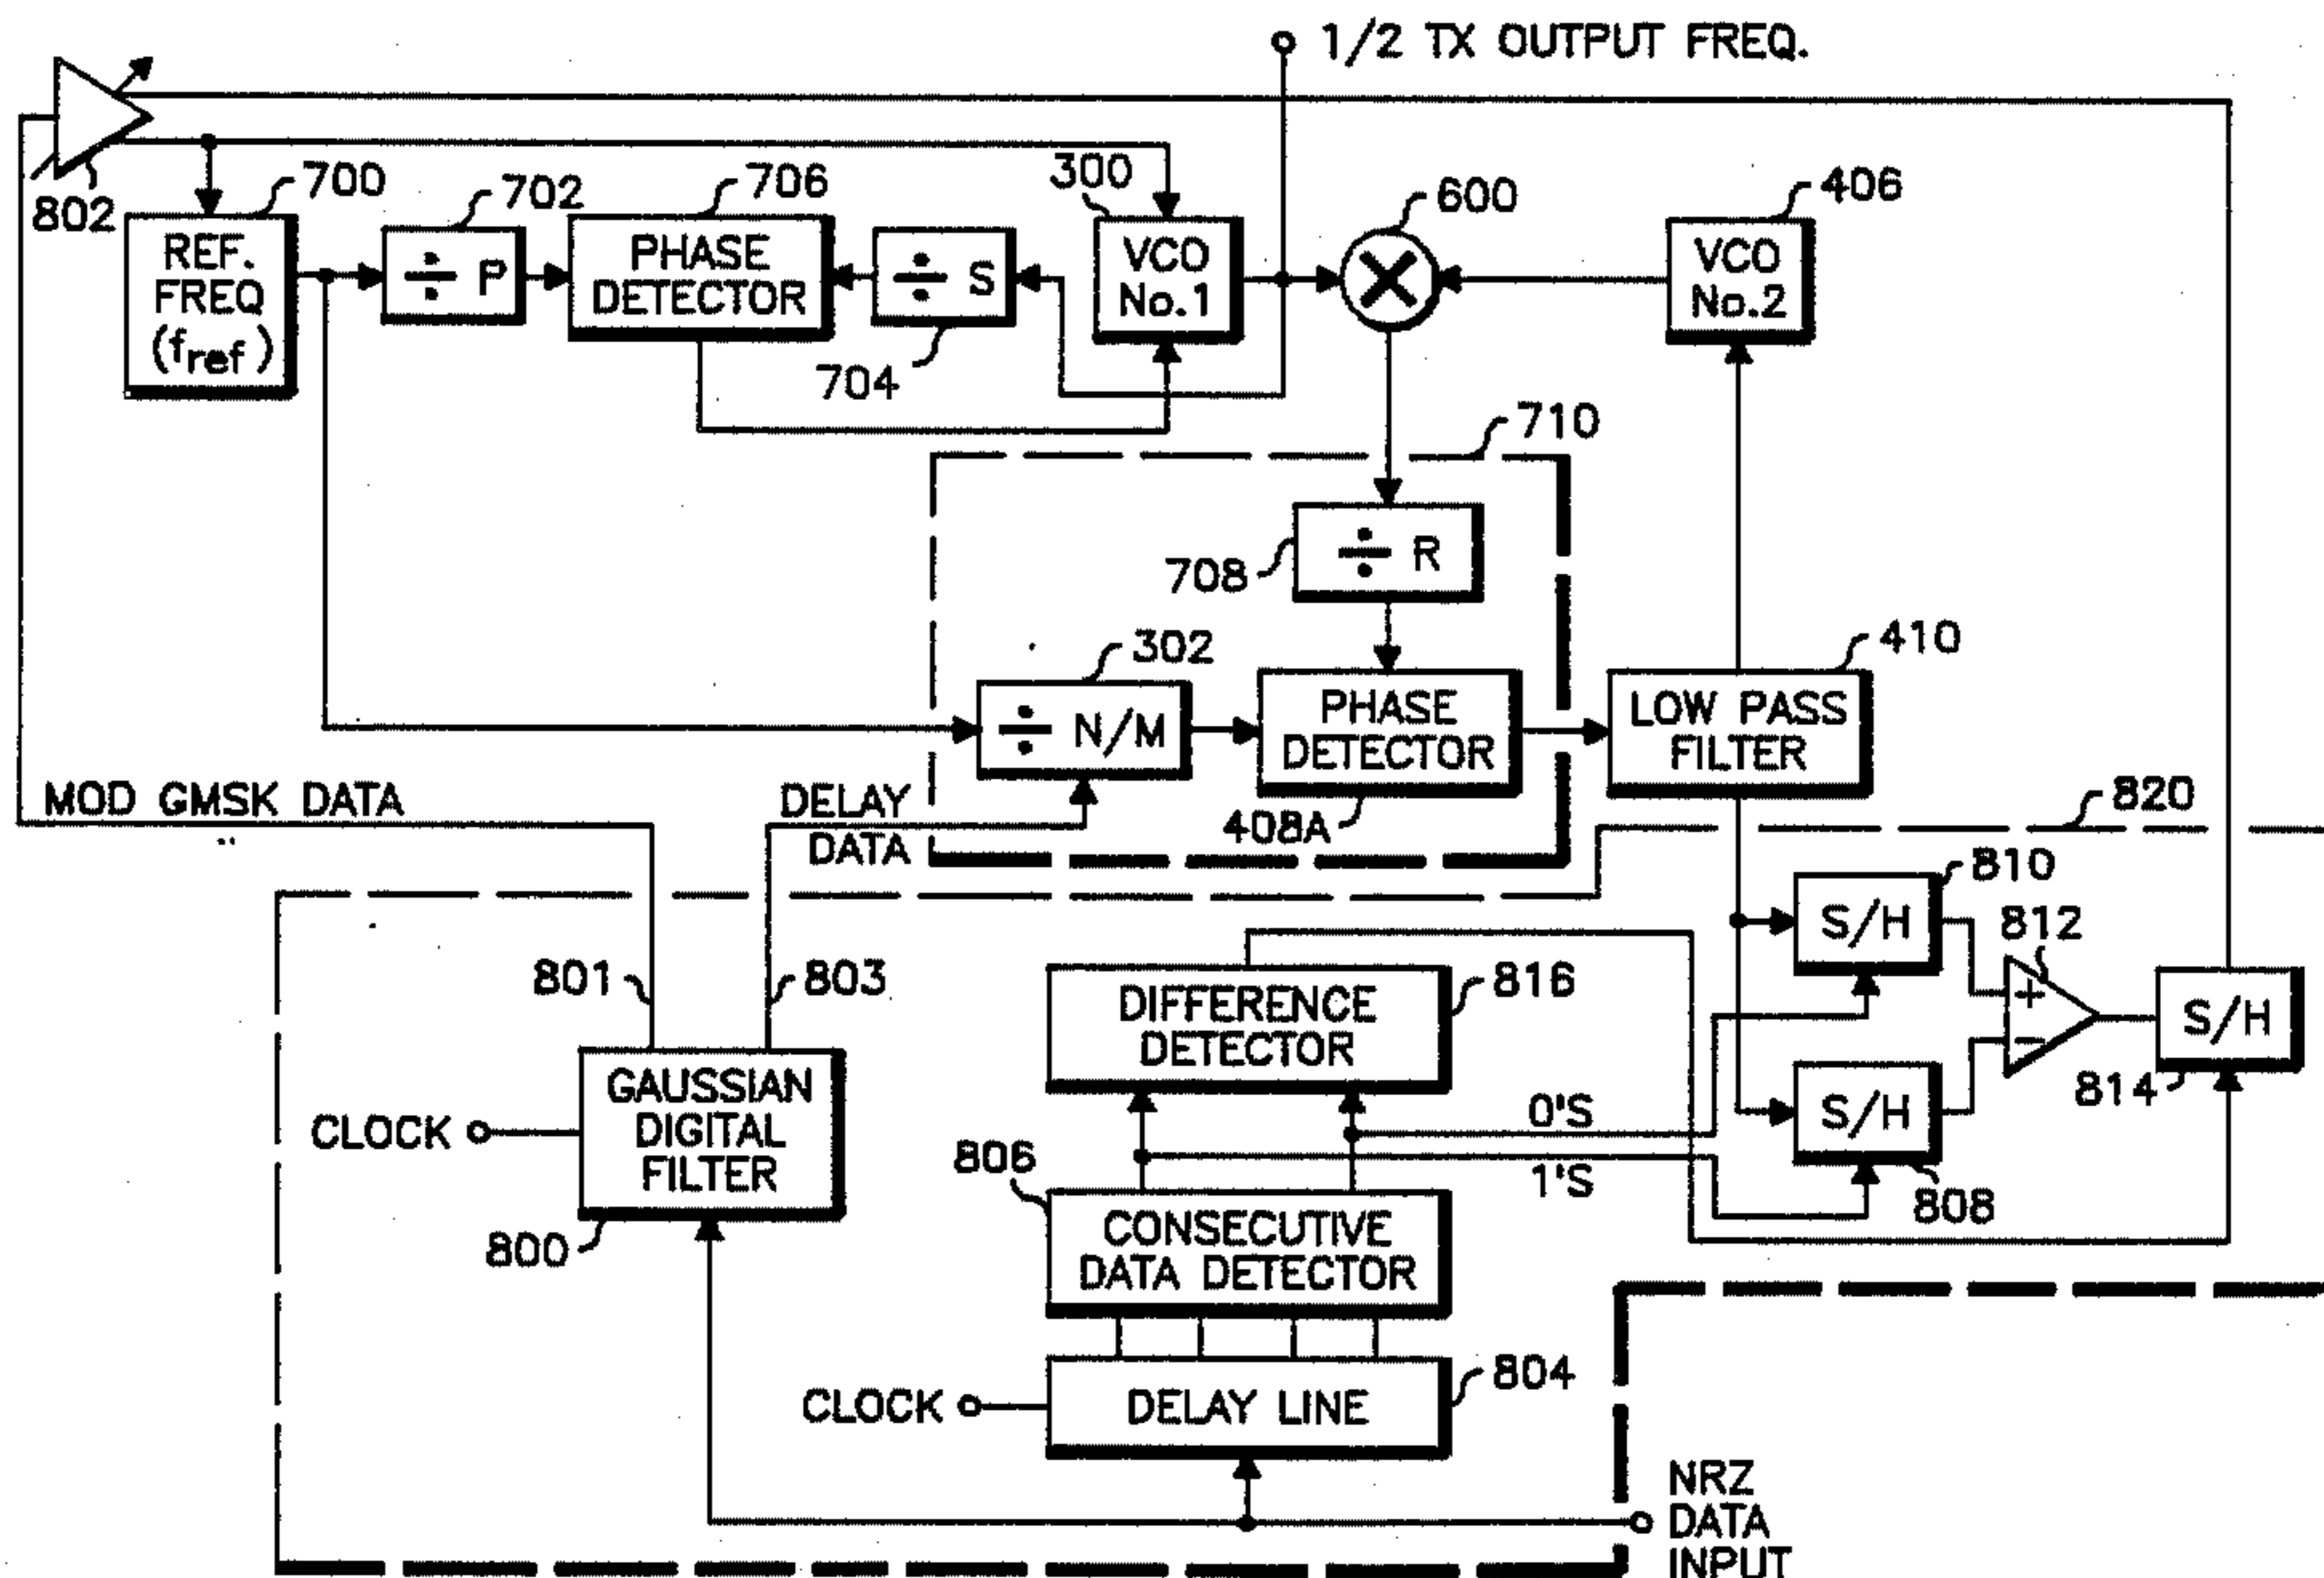 1/2 TX OUTPUT FREQ.
802
700
702
706
300
600
406
REF.
FREQ
(fref)
÷ P
PHASE
DETECTOR
÷ S
704
VCO
No.1
×
VCO
No.2
710
÷ R
708
302
÷ N/M
PHASE
DETECTOR
408A
410
LOW PASS
FILTER
MOD GMSK DATA
DELAY
DATA
820
810
S/H
812
+
−
S/H
814
S/H
808
801
803
816
DIFFERENCE
DETECTOR
0'S
1'S
CLOCK
GAUSSIAN
DIGITAL
FILTER
800
806
CONSECUTIVE
DATA DETECTOR
804
CLOCK
DELAY LINE
NRZ
DATA
INPUT